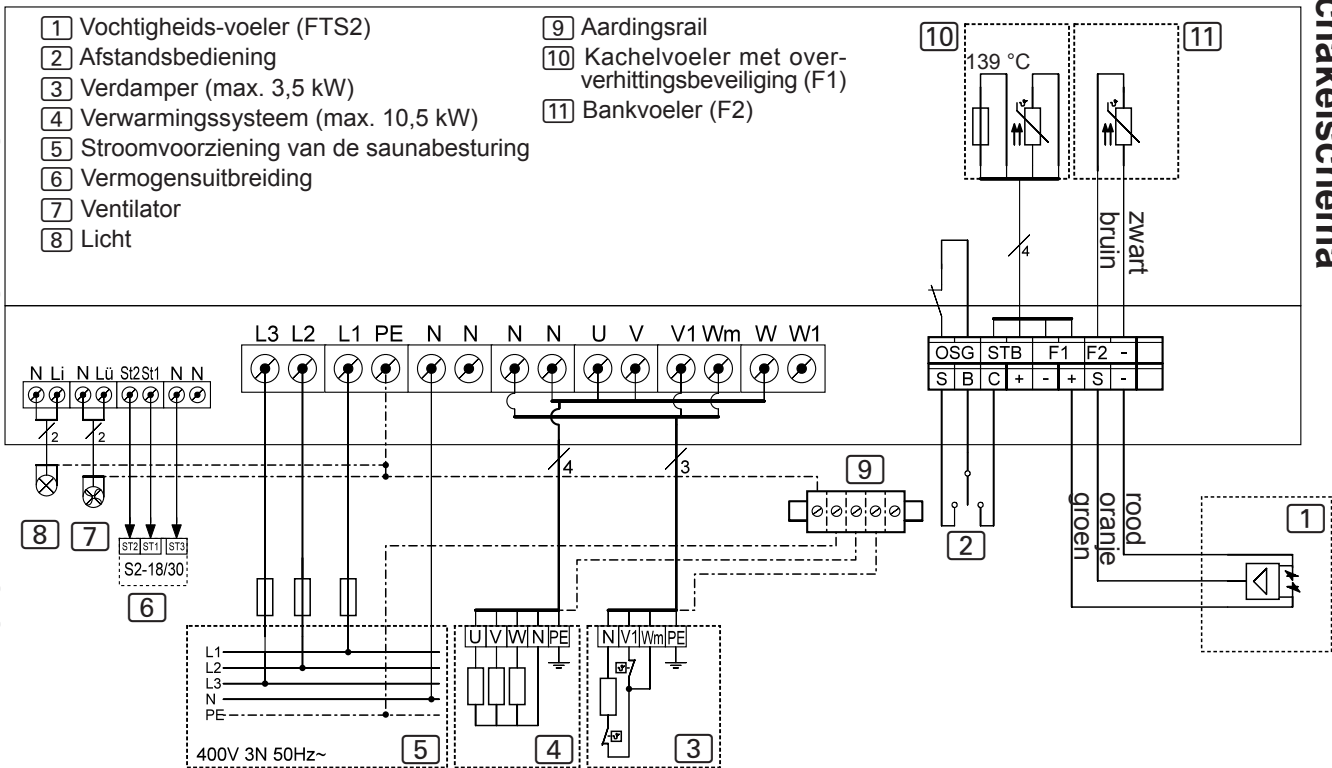 Schakelschema
1 Vochtigheids-voeler (FTS2)
2 Afstandsbediening
3 Verdamper (max. 3,5 kW)
4 Verwarmingssysteem (max. 10,5 kW)
5 Stroomvoorziening van de saunabesturing
6 Vermogensuitbreiding
7 Ventilator
8 Licht
9 Aardingsrail
10 Kachelvoeler met over-
verhittingsbeveiliging (F1)
11 Bankvoeler (F2)
10
139 °C
11
4
bruin
zwart
L3 L2 L1 PE N N N N U V V1 Wm W W1
N Li N Lü St2 St1 N N
OSG STB F1 F2 -
S B C + - + S -
2
2
4
3
9
8
7
ST2 ST1 ST3
S2-18/30
6
2
groen
oranje
rood
1
U V W N PE
N V1 Wm PE
L1
L2
L3
N
PE
400V 3N 50Hz~
5
4
3